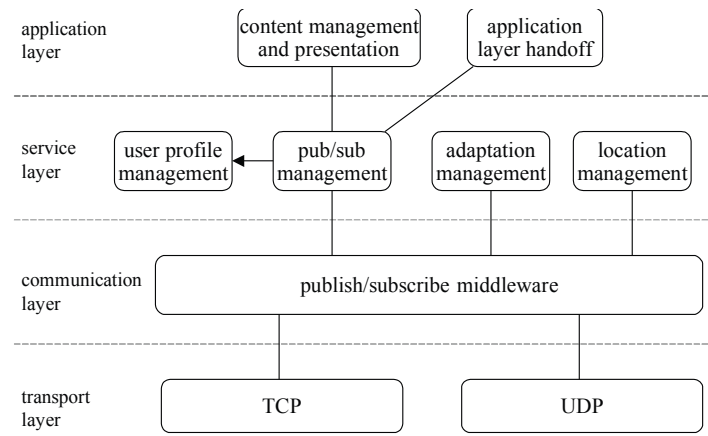 application
layer
content management
and presentation
application
layer handoff
service
layer
user profile
management
pub/sub
management
adaptation
management
location
management
communication
layer
publish/subscribe middleware
transport
layer
TCP
UDP